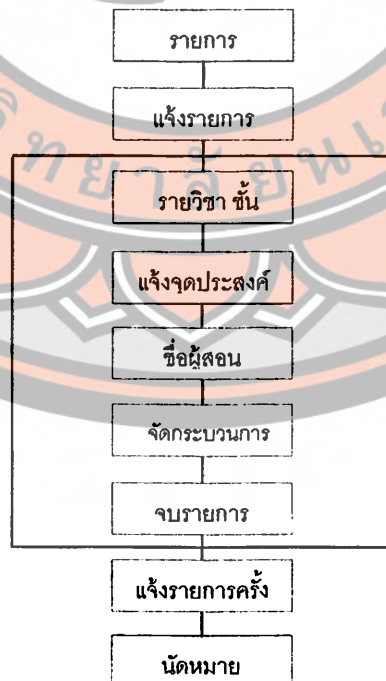 รายการ
แจ้งรายการ
รายวิชา ชั้น
แจ้งจุดประสงค์
ชื่อผู้สอน
จัดกระบวนการ
จบรายการ
แจ้งรายการครั้ง
นัดหมาย